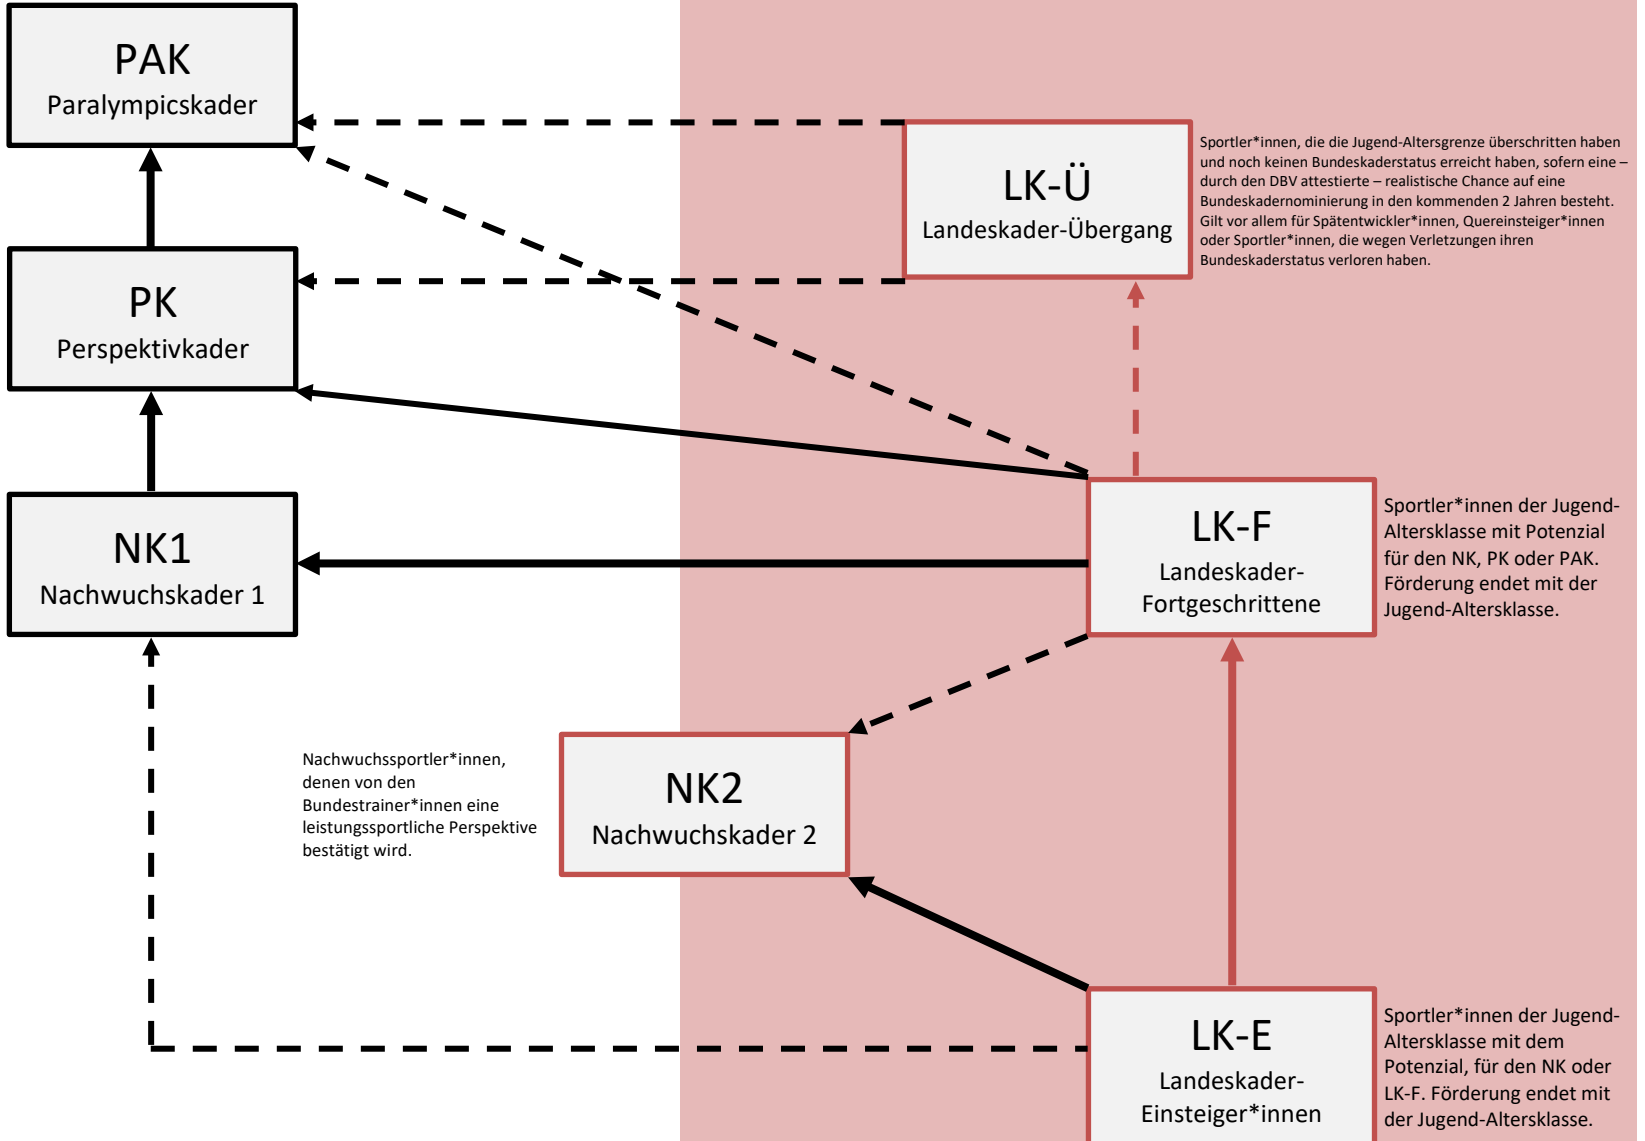 PAK
Paralympicskader
LK-Ü
Landeskader-Übergang
Sportler*innen, die die Jugend-Altersgrenze überschritten haben
und noch keinen Bundeskaderstatus erreicht haben, sofern eine –
durch den DBV attestierte – realistische Chance auf eine
Bundeskadernominierung in den kommenden 2 Jahren besteht.
Gilt vor allem für Spätentwickler*innen, Quereinsteiger*innen
oder Sportler*innen, die wegen Verletzungen ihren
Bundeskaderstatus verloren haben.
PK
Perspektivkader
NK1
Nachwuchskader 1
LK-F
Landeskader-
Fortgeschrittene
Sportler*innen der Jugend-
Altersklasse mit Potenzial
für den NK, PK oder PAK.
Förderung endet mit der
Jugend-Altersklasse.
Nachwuchssportler*innen,
denen von den
Bundestrainer*innen eine
leistungssportliche Perspektive
bestätigt wird.
NK2
Nachwuchskader 2
LK-E
Landeskader-
Einsteiger*innen
Sportler*innen der Jugend-
Altersklasse mit dem
Potenzial, für den NK oder
LK-F. Förderung endet mit
der Jugend-Altersklasse.